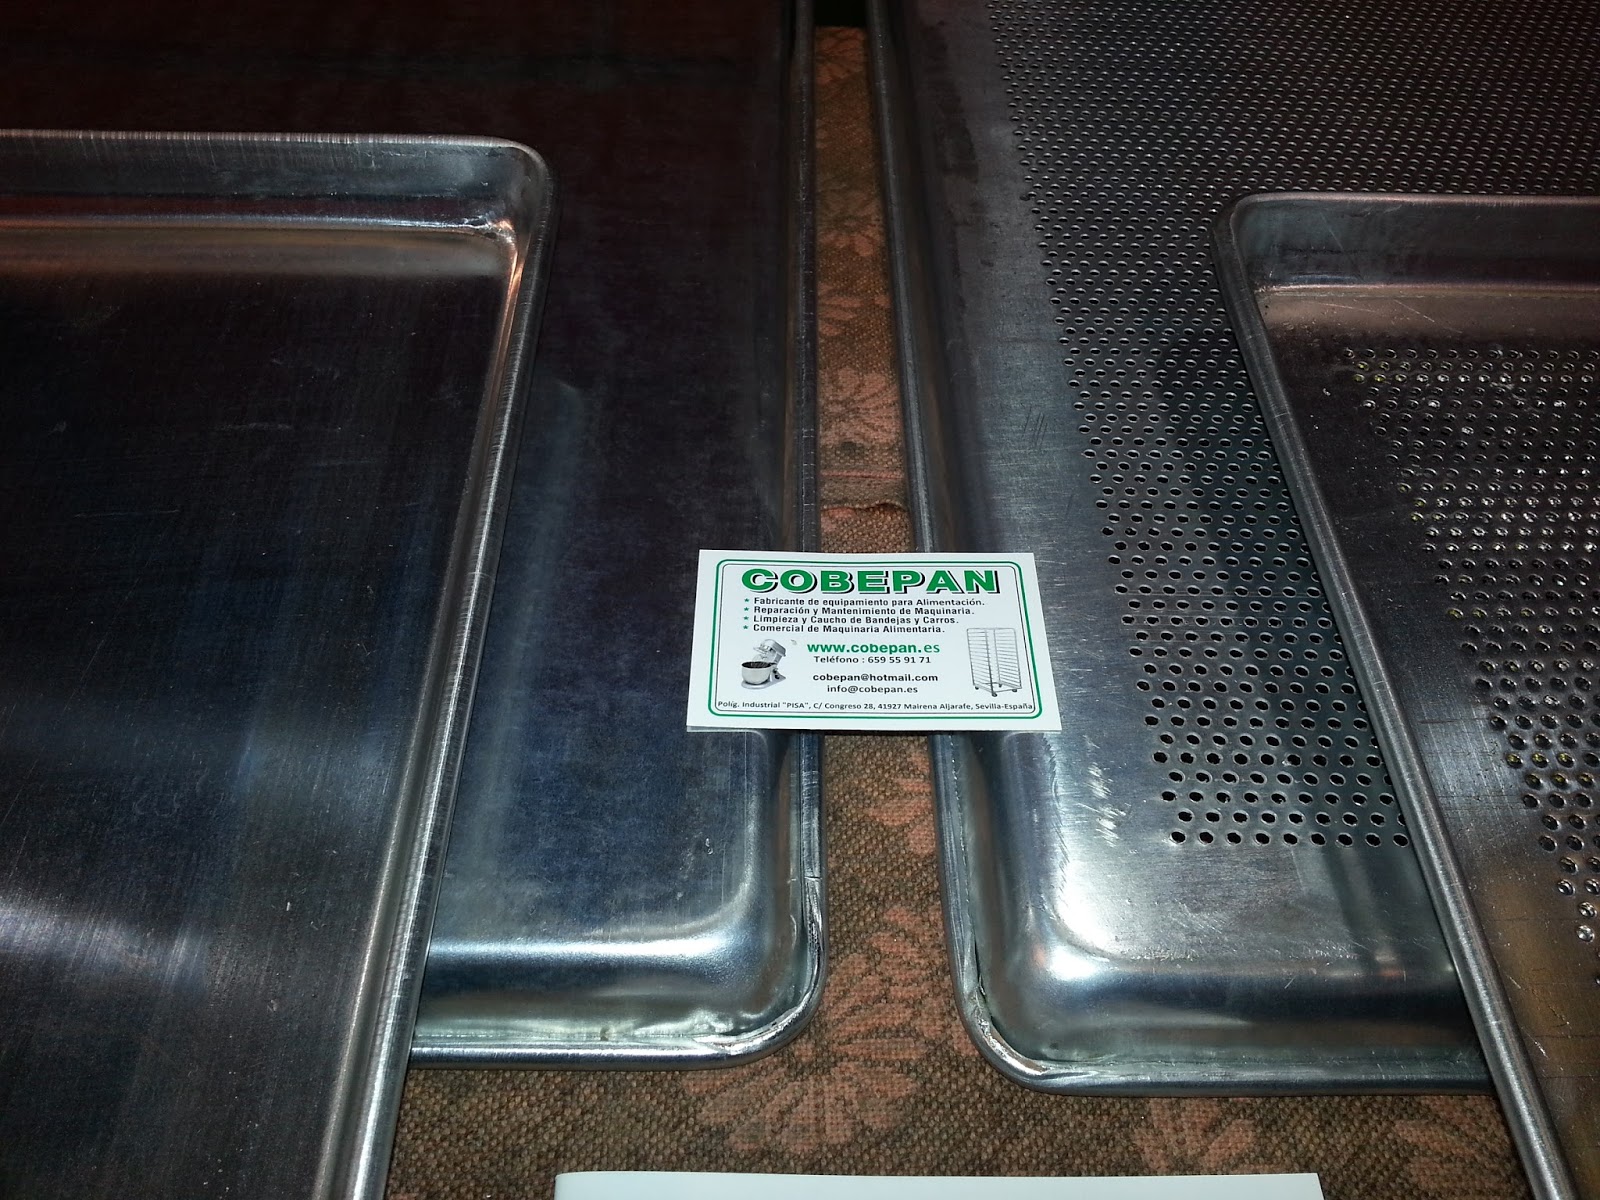 COBEPAN
* Fabricante de equipamiento para Alimentación.
* Reparación y Mantenimiento de Maquinaria.
* Limpieza y Caucho de Bandejas y Carros.
* Comercial de Maquinaria Alimentaria.
www.cobepan.es
Teléfono : 659 55 91 71
cobepan@hotmail.com
info@cobepan.es
Políg. Industrial "PISA", C/ Congreso 28, 41927 Mairena Aljarafe, Sevilla-España